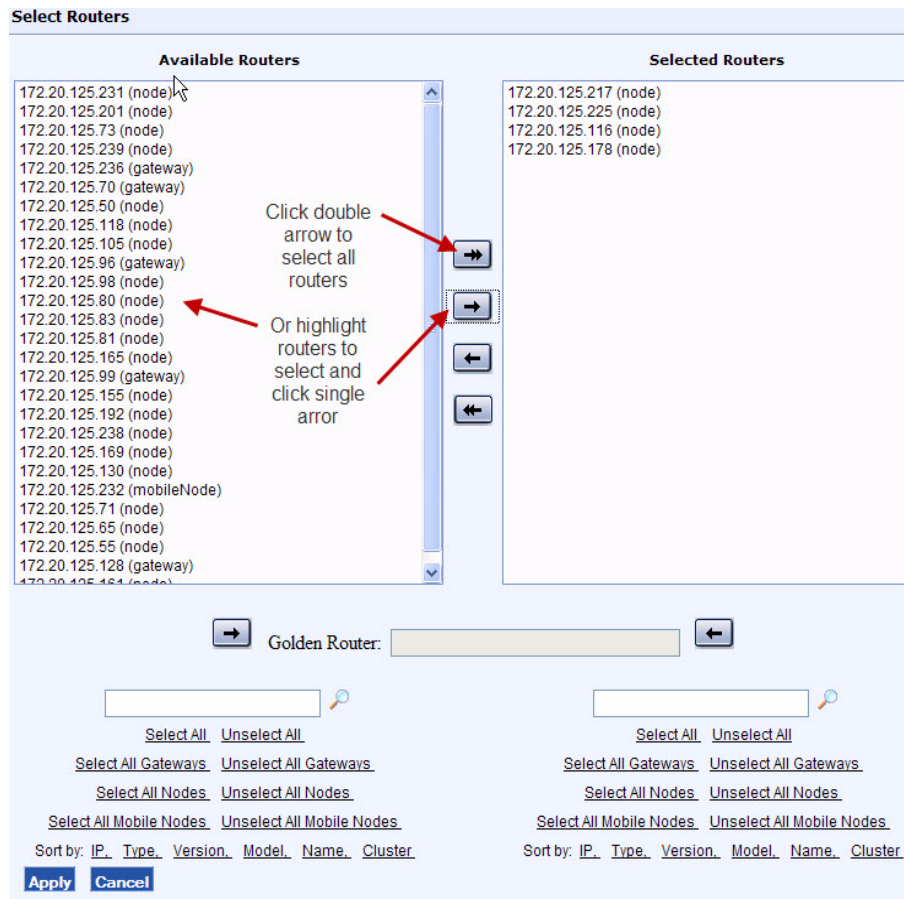 Select Routers
Available Routers
172.20.125.231 (node)
172.20.125.201 (node)
172.20.125.73 (node)
172.20.125.239 (node)
172.20.125.236 (gateway)
172.20.125.70 (gateway)
172.20.125.50 (node)
172.20.125.118 (node)
172.20.125.105 (node)
172.20.125.96 (gateway)
172.20.125.98 (node)
172.20.125.80 (node)
172.20.125.83 (node)
172.20.125.81 (node)
172.20.125.165 (node)
172.20.125.99 (gateway)
172.20.125.155 (node)
172.20.125.192 (node)
172.20.125.238 (node)
172.20.125.169 (node)
172.20.125.130 (node)
172.20.125.232 (mobileNode)
172.20.125.71 (node)
172.20.125.65 (node)
172.20.125.55 (node)
172.20.125.128 (gateway)
172.20.125.161 (node)
Click double
arrow to
select all
routers
Or highlight
routers to
select and
click single
arror
Selected Routers
172.20.125.217 (node)
172.20.125.225 (node)
172.20.125.116 (node)
172.20.125.178 (node)
Golden Router:
Select All Unselect All
Select All Gateways Unselect All Gateways
Select All Nodes Unselect All Nodes
Select All Mobile Nodes Unselect All Mobile Nodes
Sort by: IP, Type, Version, Model, Name, Cluster
Select All Unselect All
Select All Gateways Unselect All Gateways
Select All Nodes Unselect All Nodes
Select All Mobile Nodes Unselect All Mobile Nodes
Sort by: IP, Type, Version, Model, Name, Cluster
Apply Cancel